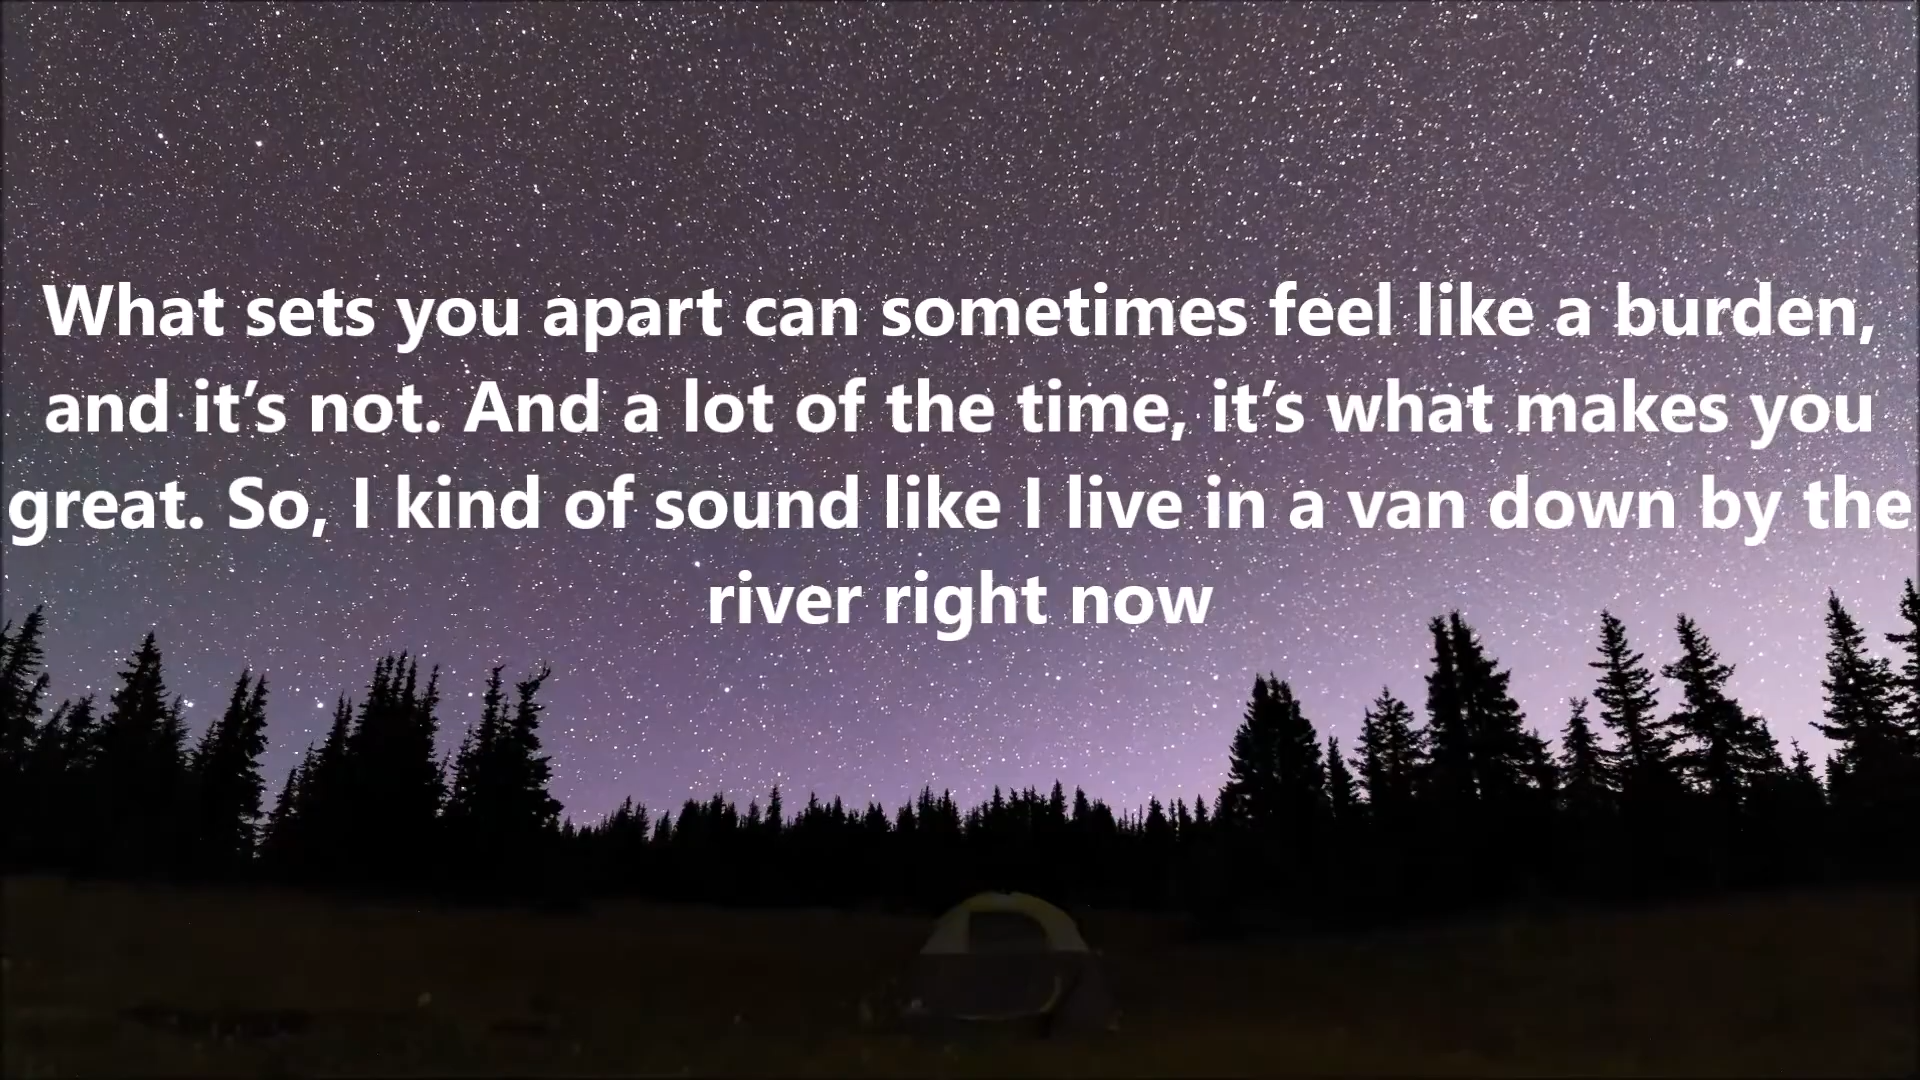 What sets you apart can sometimes feel like a burden,
and it’s not. And a lot of the time, it’s what makes you
great. So, I kind of sound like I live in a van down by the
river right now